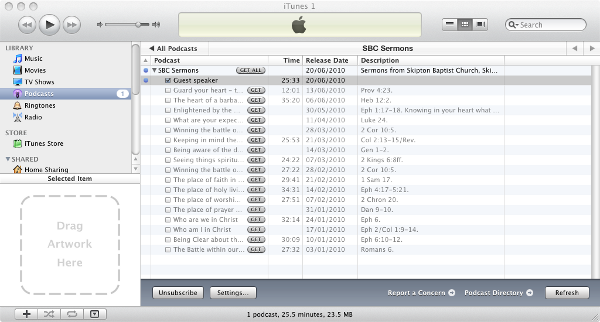 iTunes 1
Search
LIBRARY
Music
Movies
TV Shows
Podcasts 1
Ringtones
Radio
STORE
iTunes Store
SHARED
Home Sharing
Selected Item
Drag
Artwork
Here
All Podcasts SBC Sermons
Podcast Time Release Date Description
SBC Sermons GET ALL 20/06/2010 Sermons from Skipton Baptist Church, Ski...
Guest speaker 25:33 20/06/2010
Guard your heart – t... GET 12:01 13/06/2010 Prov 4:23.
The heart of a barba... GET 35:20 06/06/2010 Heb 12:2.
Enlightened by the ... GET 30/05/2010 Eph 1:17–18. Knowing in your heart what ...
What are your expec... GET 11/04/2010 Luke 24.
Winning the battle o... GET 28/03/2010 2 Cor 10:5.
Keeping in mind the... GET 25:53 21/03/2010 Col 2:13–15/Rev.
Being aware of the d... GET 14/03/2010 Gen 1–2.
Seeing things spiritu... GET 24:22 07/03/2010 2 Kings 6:8ff.
Winning the battle o... GET 27:22 28/02/2010 2 Cor 10:5.
The place of faith in ... GET 29:41 21/02/2010 1 Sam 17.
The place of holy livi... GET 34:31 14/02/2010 Eph 4:17–5:21.
The place of worshi... GET 27:51 07/02/2010 2 Chron 20.
The place of prayer ... GET 31/01/2010 Dan 9–10.
Who are we in Christ GET 32:14 24/01/2010 Eph 6.
Who am I in Christ GET 17/01/2010 Eph 2/Col 1:9–14.
Being Clear about th... GET 30:09 10/01/2010 Eph 6:10–12.
The Battle within our... GET 27:32 03/01/2010 Romans 6.
Unsubscribe Settings... Report a Concern Podcast Directory Refresh
1 podcast, 25.5 minutes, 23.5 MB